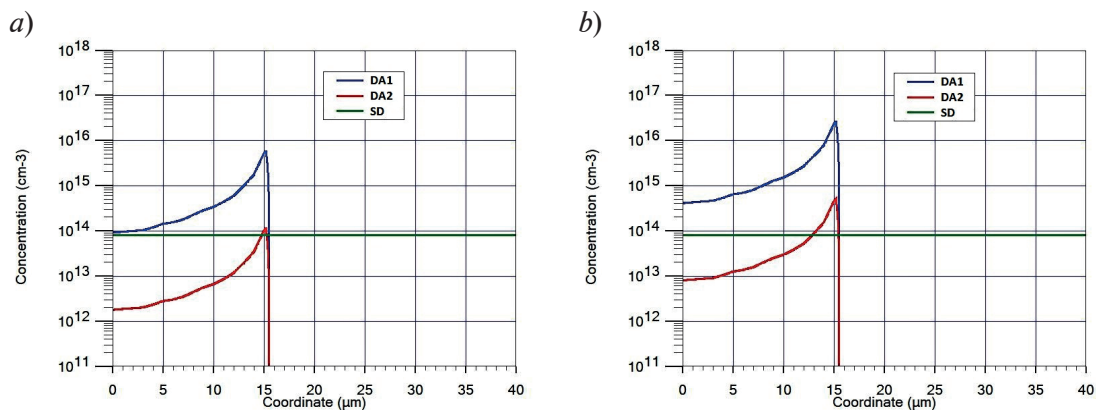 a)
10^18
10^17
10^16
10^15
10^14
10^13
10^12
10^11
Concentration (cm-3)
DA1
DA2
SD
0 5 10 15 20 25 30 35 40
Coordinate (μm)
b)
10^18
10^17
10^16
10^15
10^14
10^13
10^12
10^11
Concentration (cm-3)
DA1
DA2
SD
0 5 10 15 20 25 30 35 40
Coordinate (μm)